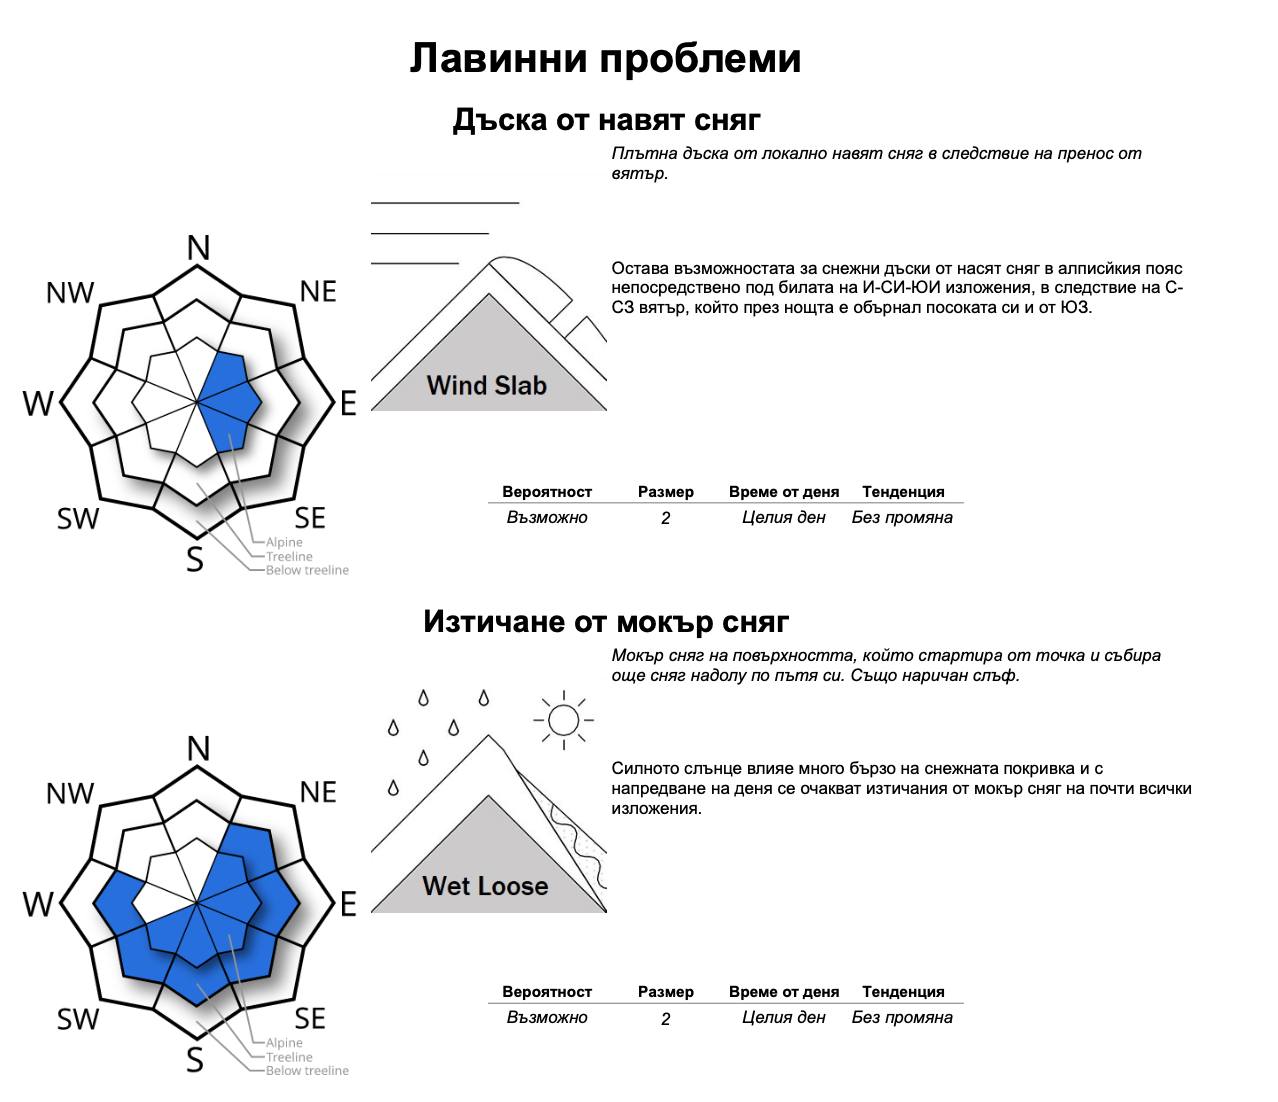 Лавинни проблеми
Дъска от навят сняг
Плътна дъска от локално навят сняг в следствие на пренос от
вятър.
N
NW
NE
W
E
SW
SE
S
Alpine
Treeline
Below treeline
Wind Slab
Остава възможностата за снежни дъски от насят сняг в алписйкия пояс
непосредствено под билата на И-СИ-ЮИ изложения, в следствие на С-
СЗ вятър, който през нощта е обърнал посоката си и от ЮЗ.
Вероятност Размер Време от деня Тенденция
Възможно 2 Целия ден Без промяна
Изтичане от мокър сняг
Мокър сняг на повърхността, който стартира от точка и събира
още сняг надолу по пътя си. Също наричан слъф.
N
NW
NE
W
E
SW
SE
S
Alpine
Treeline
Below treeline
Wet Loose
Силното слънце влияе много бързо на снежната покривка и с
напредване на деня се очакват изтичания от мокър сняг на почти всички
изложения.
Вероятност Размер Време от деня Тенденция
Възможно 2 Целия ден Без промяна